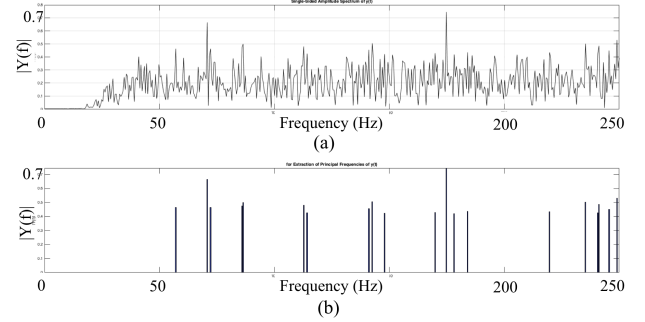 Single-Sided Amplitude Spectrum of y(t)
0.7
|Y(f)|
0 50 Frequency (Hz) 200 250
(a)
for Extraction of Principal Frequencies of y(t)
0.7
|Y(f)|
0 50 Frequency (Hz) 200 250
(b)